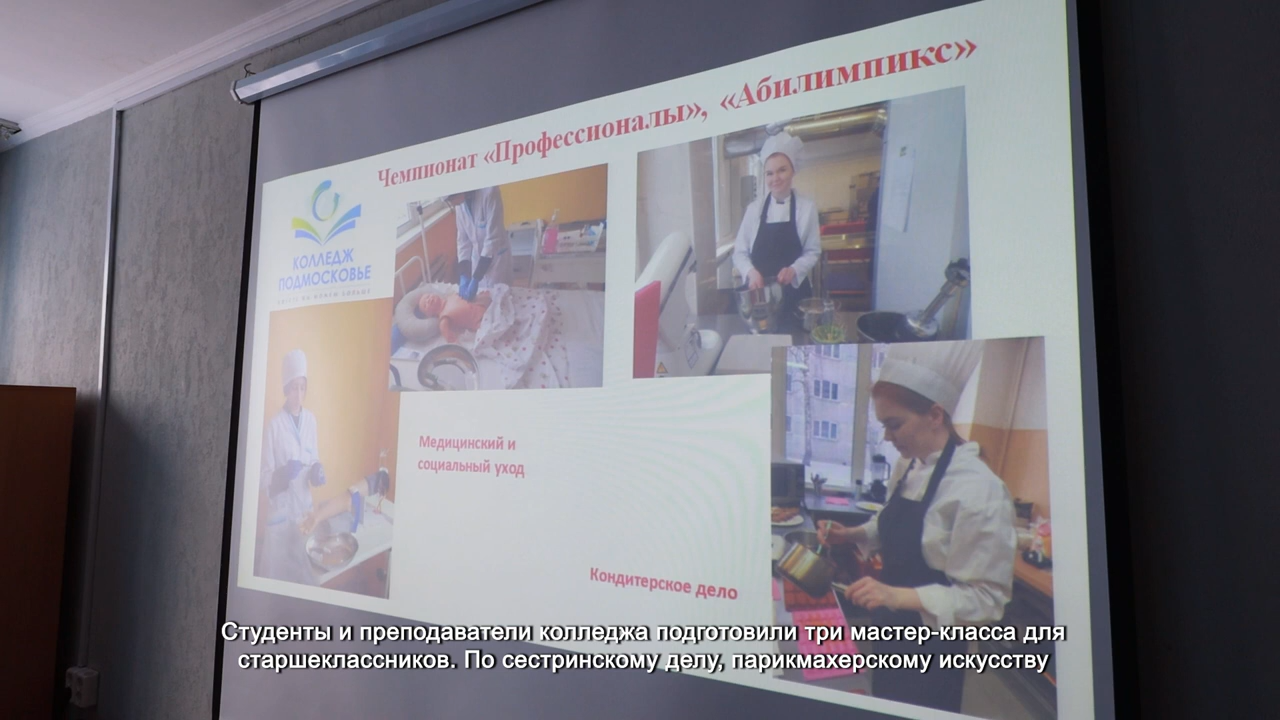 Чемпионат «Профессионалы», «Абилимпикс»
КОЛЛЕДЖ
ПОДМОСКОВЬЕ
Медицинский и
социальный уход
Кондитерское дело
Студенты и преподаватели колледжа подготовили три мастер-класса для
старшеклассников. По сестринскому делу, парикмахерскому искусству